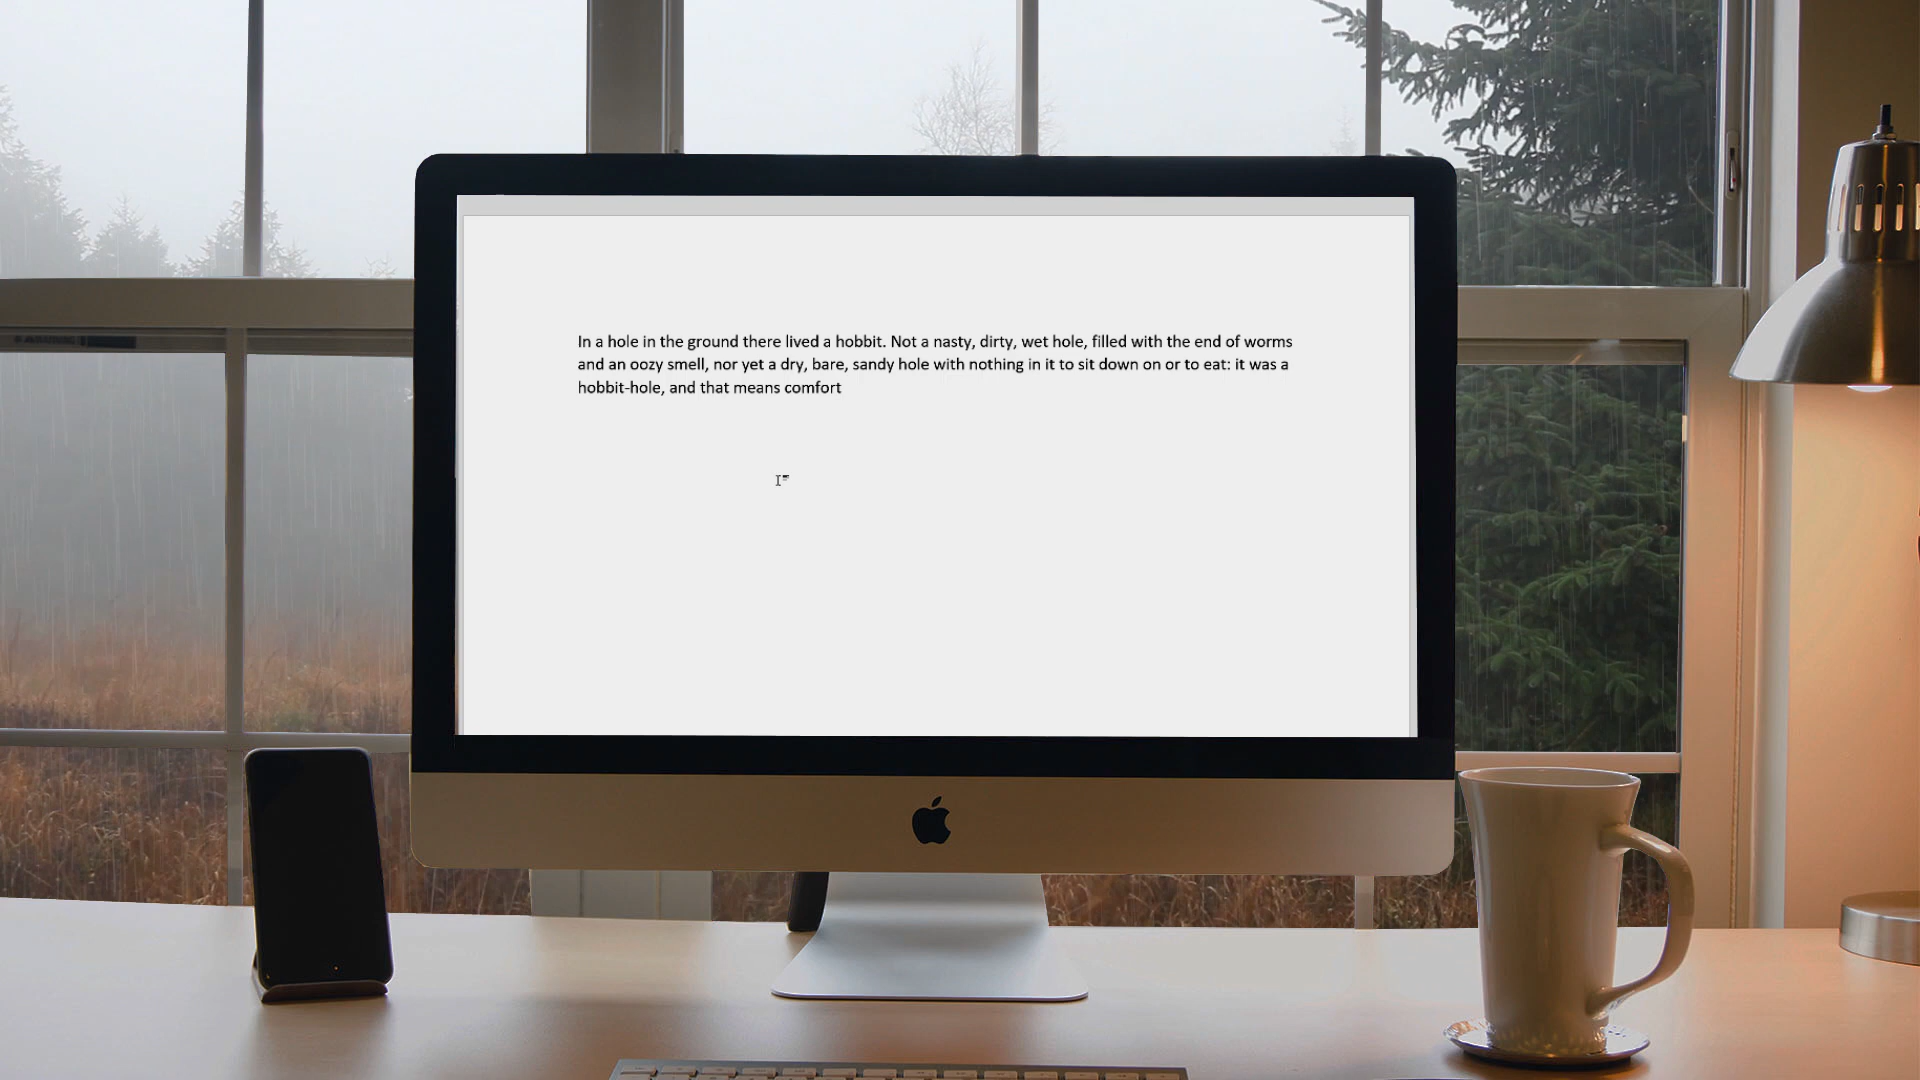 In a hole in the ground there lived a hobbit. Not a nasty, dirty, wet hole, filled with the end of worms
and an oozy smell, nor yet a dry, bare, sandy hole with nothing in it to sit down on or to eat: it was a
hobbit-hole, and that means comfort